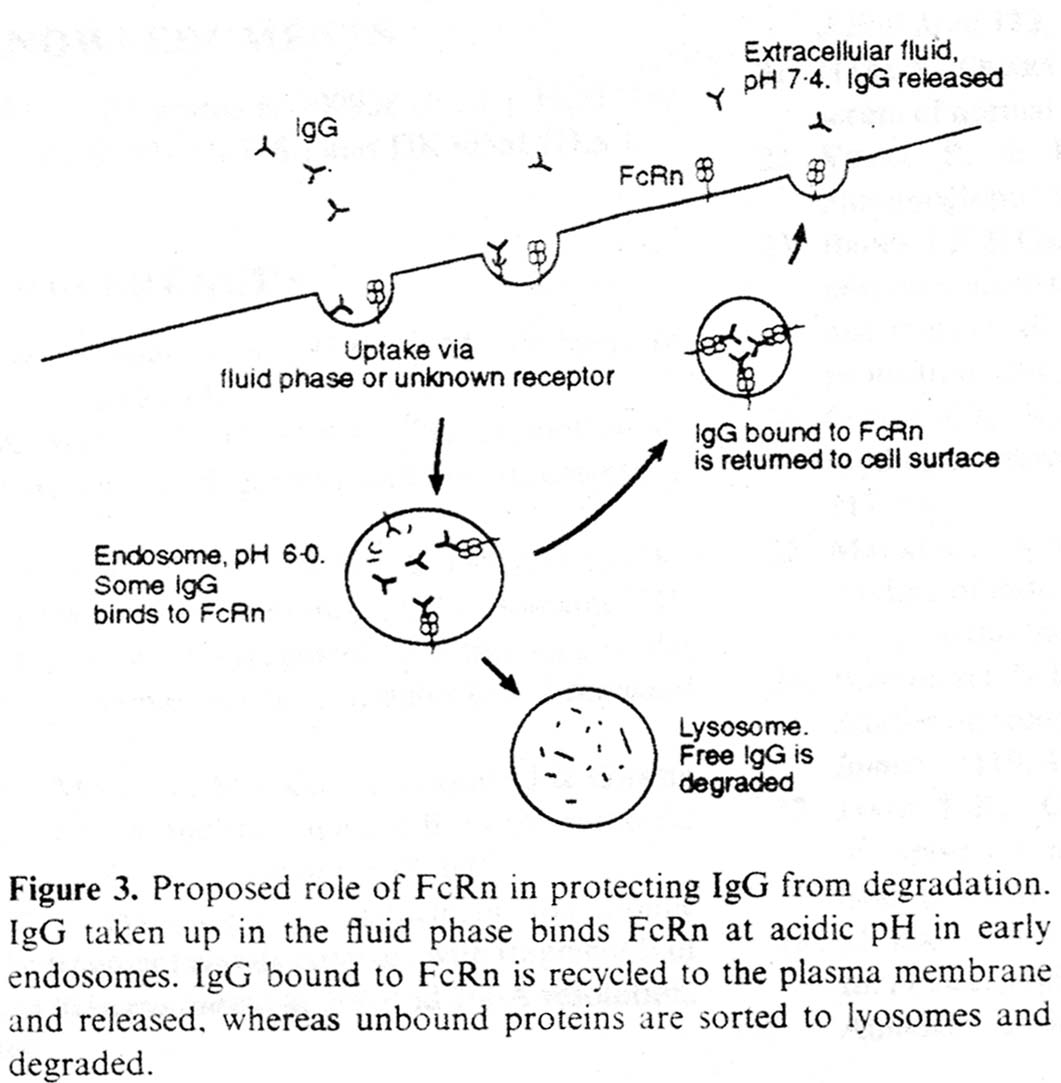 Extracellular fluid,
pH 7·4. IgG released
IgG
FcRn
Uptake via
fluid phase or unknown receptor
IgG bound to FcRn
is returned to cell surface
Endosome, pH 6·0.
Some IgG
binds to FcRn
Lysosome.
Free IgG is
degraded
Figure 3. Proposed role of FcRn in protecting IgG from degradation.
IgG taken up in the fluid phase binds FcRn at acidic pH in early
endosomes. IgG bound to FcRn is recycled to the plasma membrane
and released, whereas unbound proteins are sorted to lyosomes and
degraded.